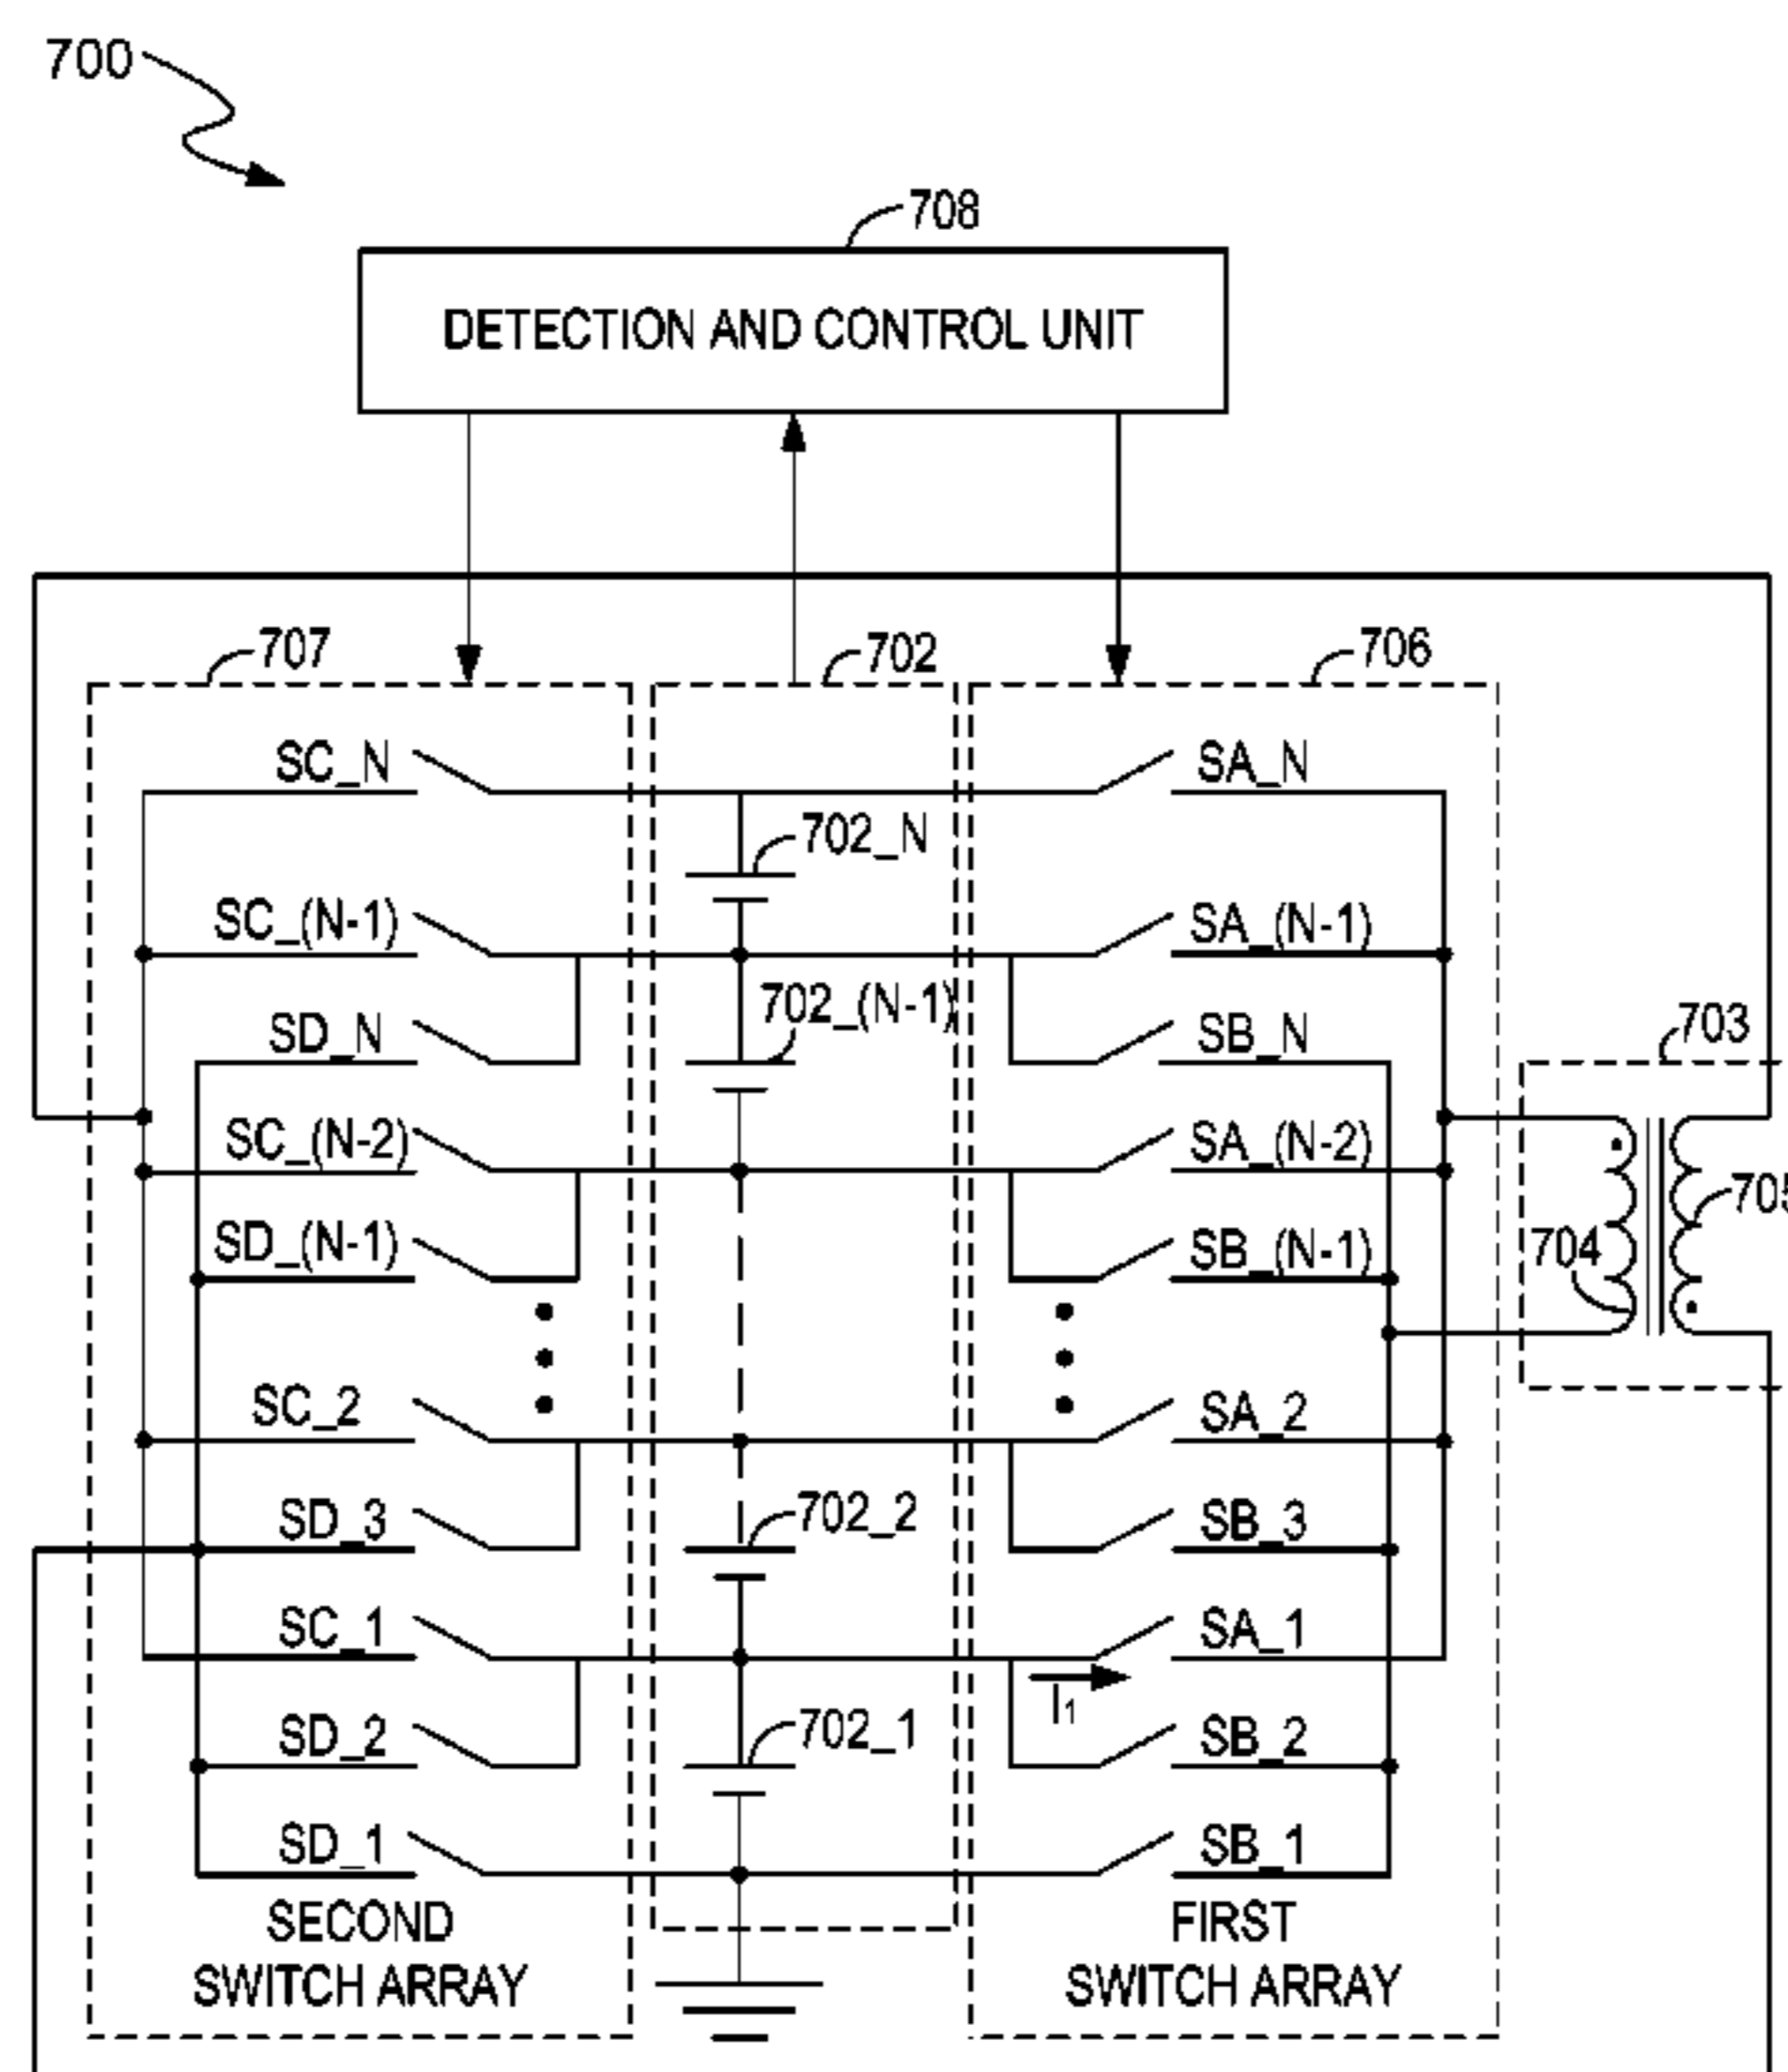 700
708
DETECTION AND CONTROL UNIT
707
702
706
SC_N
SA_N
702_N
SC_(N-1)
SA_(N-1)
702_(N-1)
SD_N
SB_N
703
SC_(N-2)
SA_(N-2)
705
SD_(N-1)
SB_(N-1)
704
SC_2
SA_2
SD_3
702_2
SB_3
SC_1
SA_1
I₁
SD_2
702_1
SB_2
SD_1
SB_1
SECOND
SWITCH ARRAY
FIRST
SWITCH ARRAY